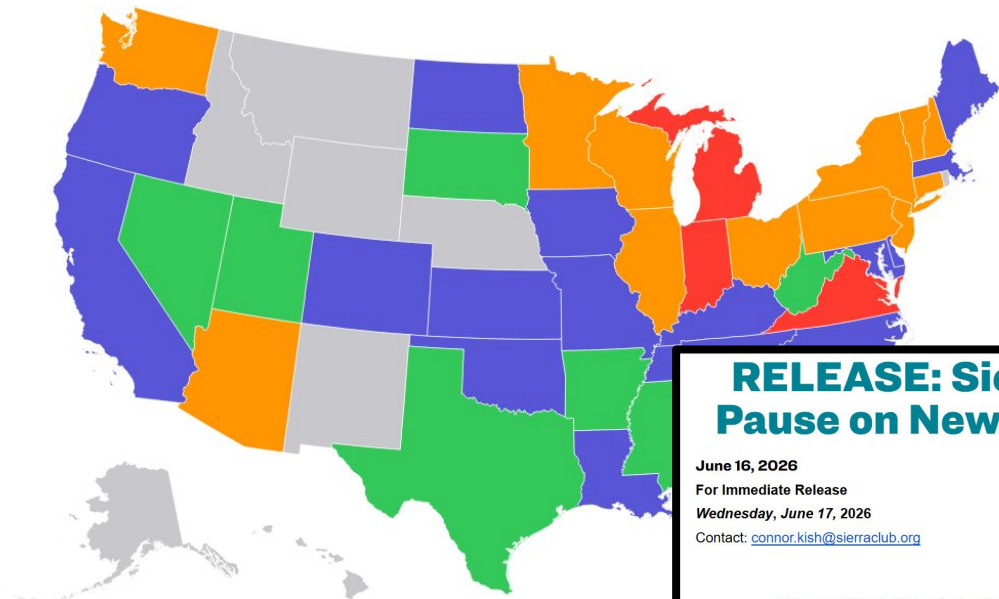 RELEASE: Sie
Pause on New
June 16, 2026
For Immediate Release
Wednesday, June 17, 2026
Contact: connor.kish@sierraclub.org